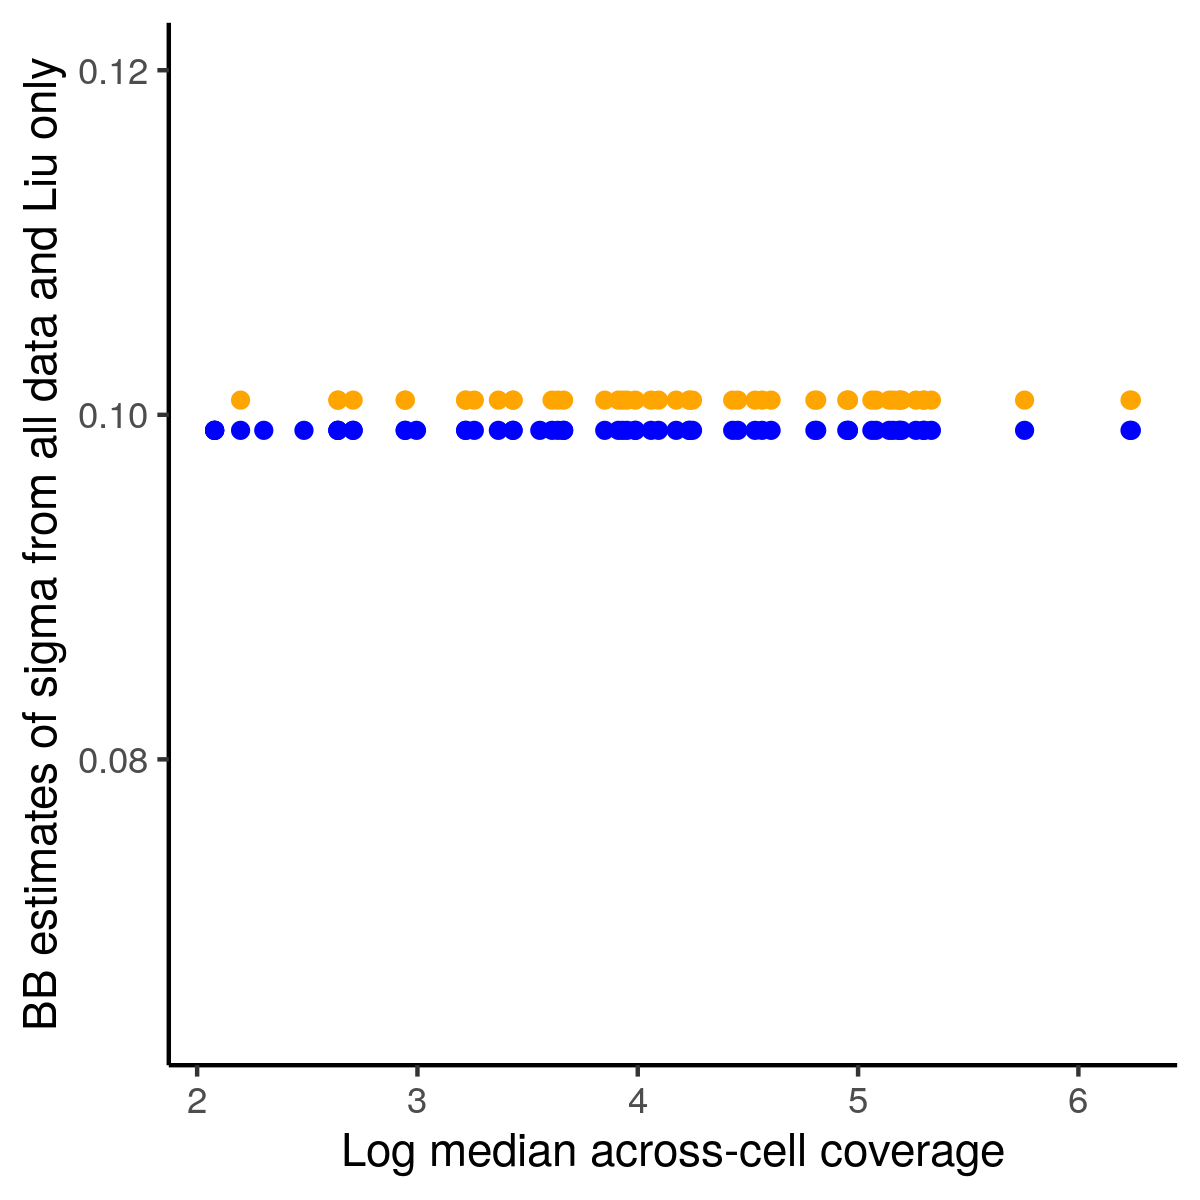 BB estimates of sigma from all data and Liu only
0.12
0.10
0.08
2 3 4 5 6
Log median across-cell coverage